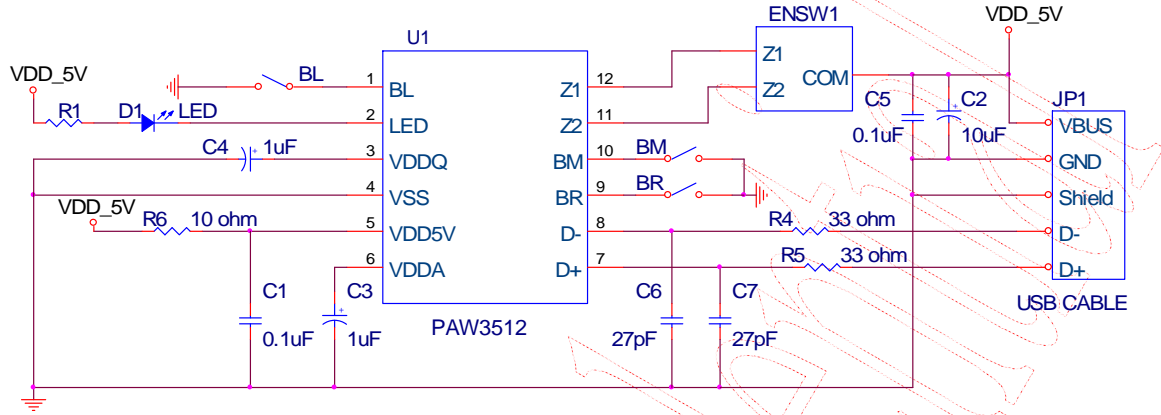 ENSW1
VDD_5V
U1
VDD_5V
BL
1
BL
Z1
12
Z1
COM
R1
D1
LED
2
LED
Z2
11
Z2
C5
0.1uF
C2
10uF
JP1
VBUS
C4
1uF
3
VDDQ
BM
10
BM
GND
4
VSS
BR
9
BR
Shield
VDD_5V
R6
10 ohm
5
VDD5V
D-
8
R4
33 ohm
D-
6
VDDA
D+
7
R5
33 ohm
D+
C1
0.1uF
C3
1uF
PAW3512
C6
27pF
C7
27pF
USB CABLE